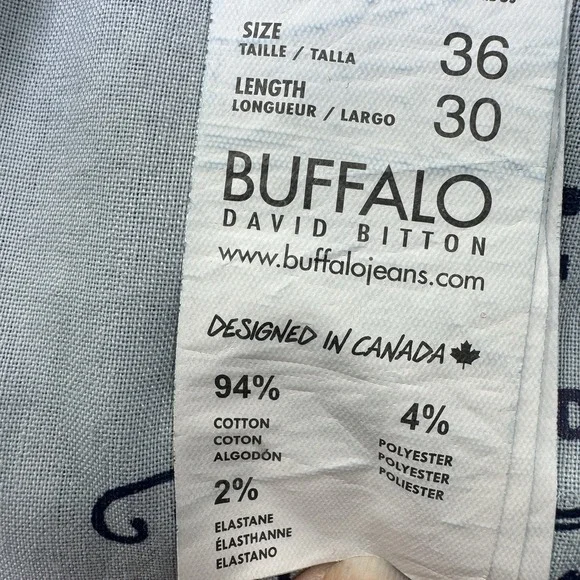 SIZE
TAILLE / TALLA
36
LENGTH
LONGUEUR / LARGO
30
BUFFALO
DAVID BITTON
www.buffalojeans.com
DESIGNED IN CANADA
94%
COTTON
COTON
ALGODÓN
4%
POLYESTER
POLYESTER
POLIESTER
2%
ELASTANE
ÉLASTHANNE
ELASTANO